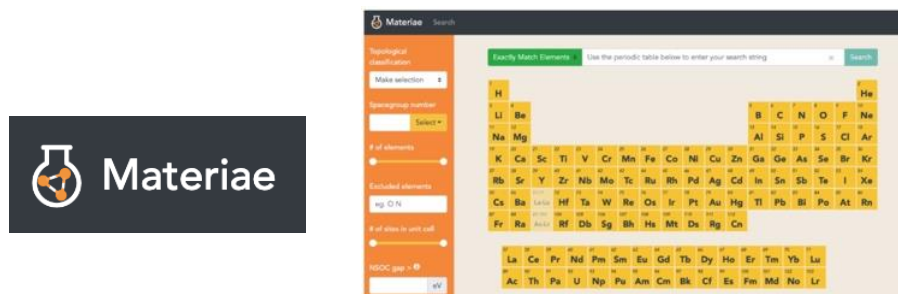 Materiae
Materiae Search
Topological
classification
Make selection
Spacegroup number
Select
# of elements
Excluded elements
eg. O N
# of sites in unit cell
NSOC gap >
eV
Exactly Match Elements
Use the periodic table below to enter your search string
×
Search
H He
Li Be B C N O F Ne
Na Mg Al Si P S Cl Ar
K Ca Sc Ti V Cr Mn Fe Co Ni Cu Zn Ga Ge As Se Br Kr
Rb Sr Y Zr Nb Mo Tc Ru Rh Pd Ag Cd In Sn Sb Te I Xe
Cs Ba Hf Ta W Re Os Ir Pt Au Hg Tl Pb Bi Po At Rn
Fr Ra Rf Db Sg Bh Hs Mt Ds Rg Cn
La Ce Pr Nd Pm Sm Eu Gd Tb Dy Ho Er Tm Yb Lu
Ac Th Pa U Np Pu Am Cm Bk Cf Es Fm Md No Lr